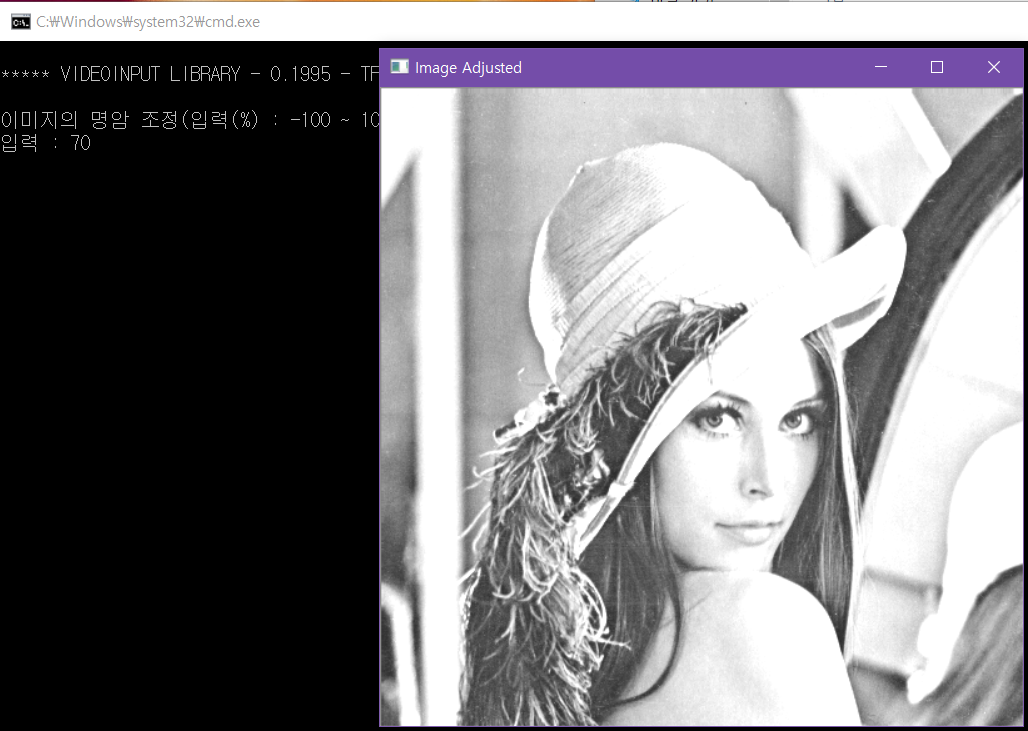 C:₩Windows₩system32₩cmd.exe
Image Adjusted
***** VIDEOINPUT LIBRARY - 0.1995 - TF
이미지의 명암 조정(입력(%) : -100 ~ 10
입력 : 70